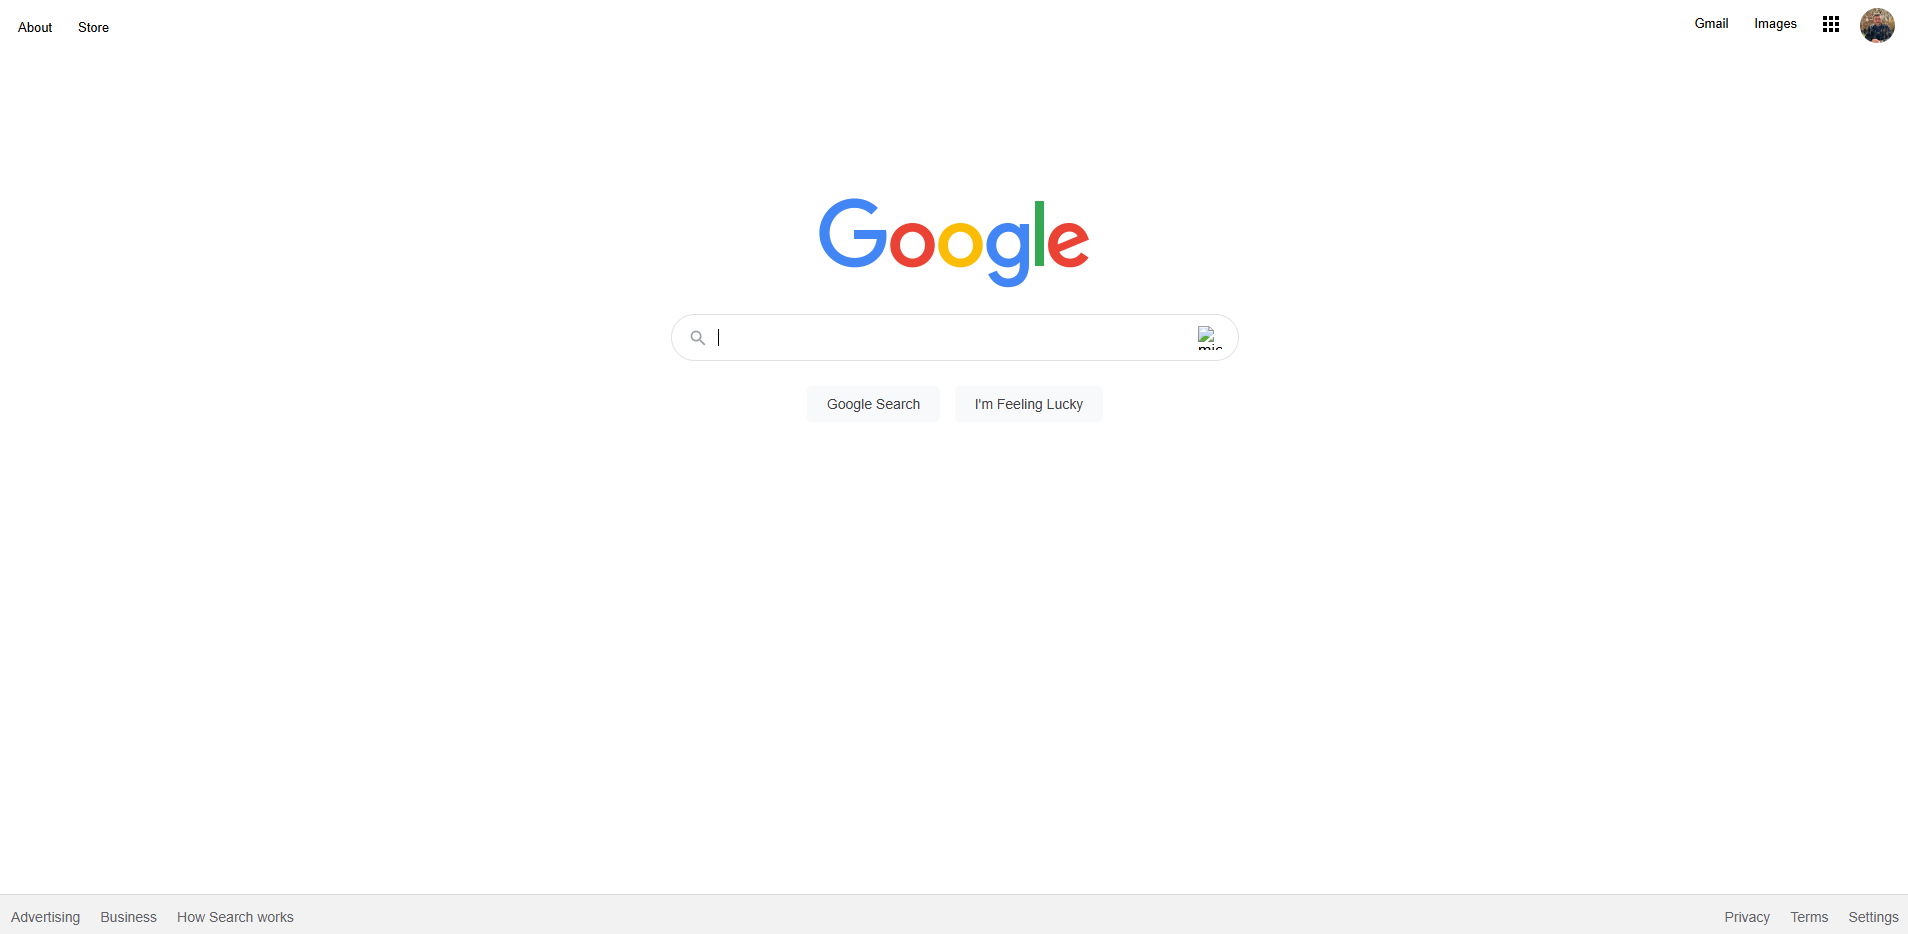 About Store
Gmail Images
Google
mic
Google Search I'm Feeling Lucky
Advertising Business How Search works
Privacy Terms Settings